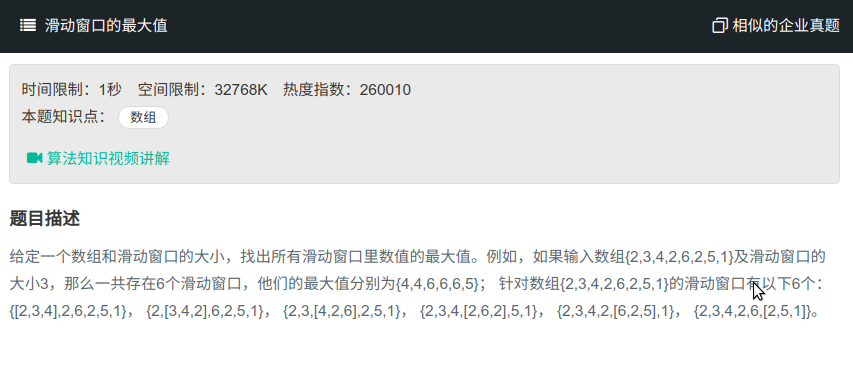 滑动窗口的最大值
相似的企业真题
时间限制：1秒 空间限制：32768K 热度指数：260010
本题知识点： 数组
算法知识视频讲解
题目描述
给定一个数组和滑动窗口的大小，找出所有滑动窗口里数值的最大值。例如，如果输入数组{2,3,4,2,6,2,5,1}及滑动窗口的
大小3，那么一共存在6个滑动窗口，他们的最大值分别为{4,4,6,6,6,5}； 针对数组{2,3,4,2,6,2,5,1}的滑动窗口有以下6个：
{[2,3,4],2,6,2,5,1}， {2,[3,4,2],6,2,5,1}， {2,3,[4,2,6],2,5,1}， {2,3,4,[2,6,2],5,1}， {2,3,4,2,[6,2,5],1}， {2,3,4,2,6,[2,5,1]}。